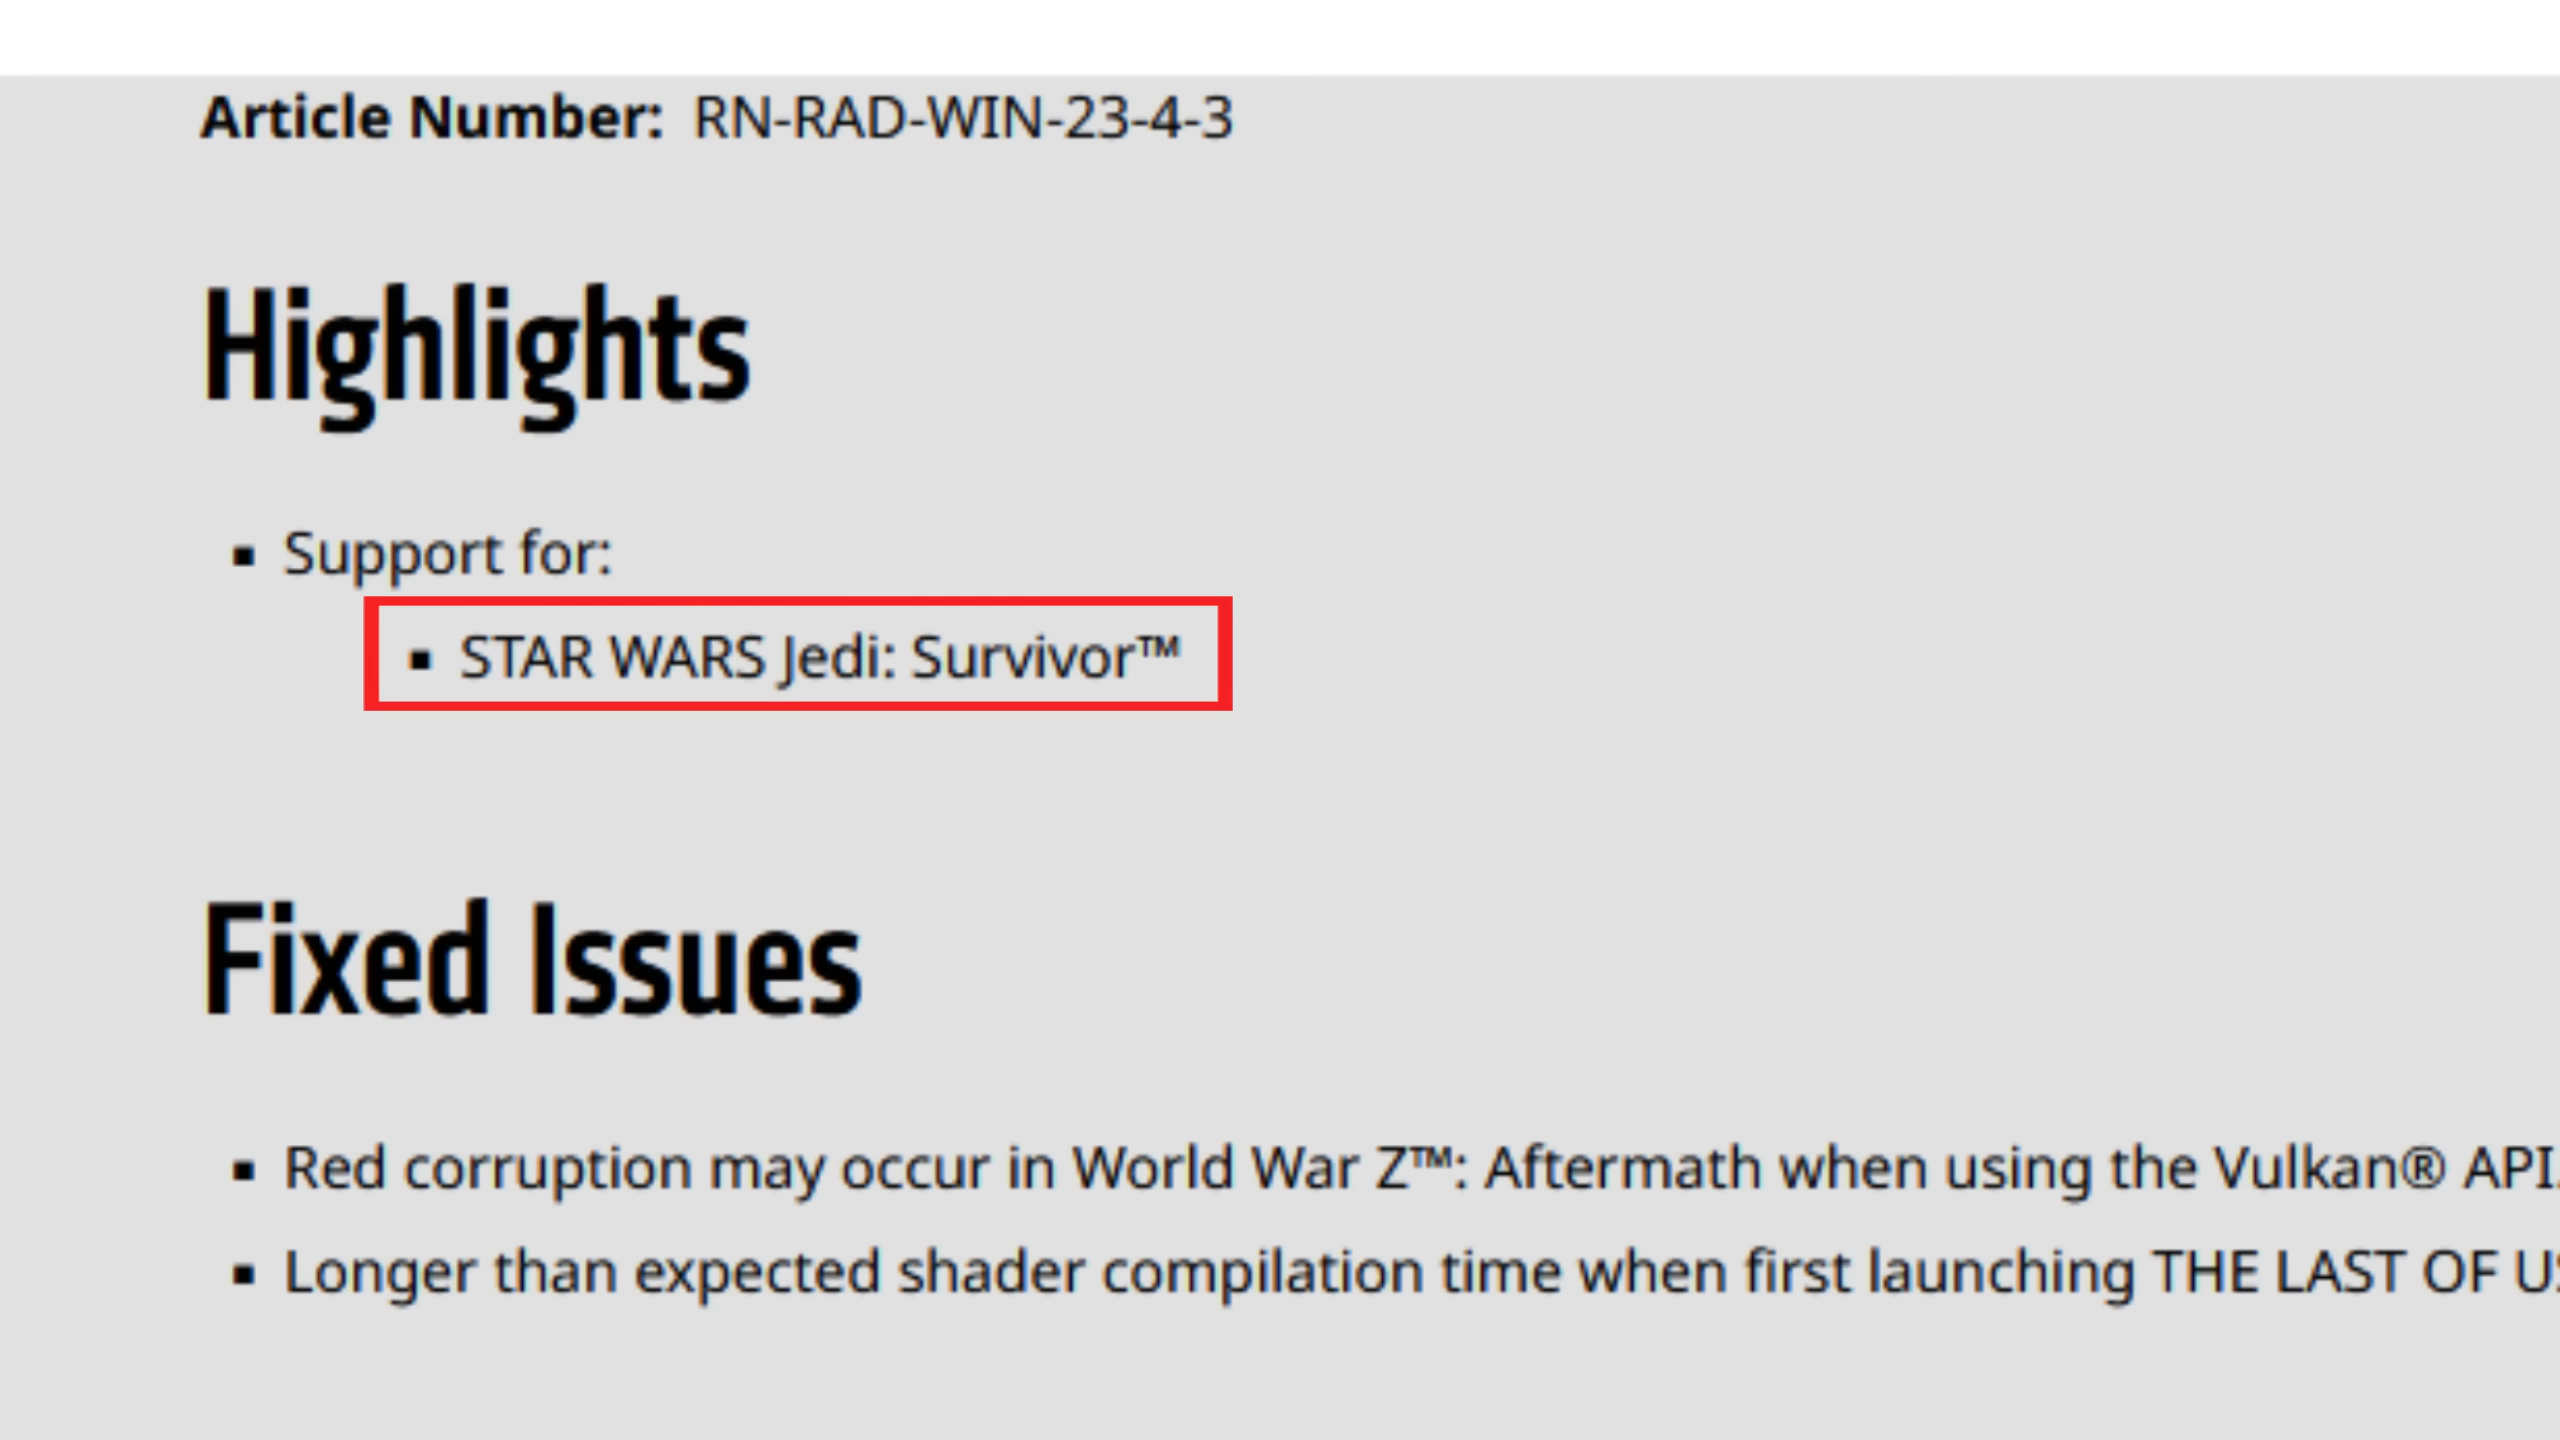 Article Number: RN-RAD-WIN-23-4-3
Highlights
▪ Support for:
▪ STAR WARS Jedi: Survivor™
Fixed Issues
▪ Red corruption may occur in World War Z™: Aftermath when using the Vulkan® API.
▪ Longer than expected shader compilation time when first launching THE LAST OF